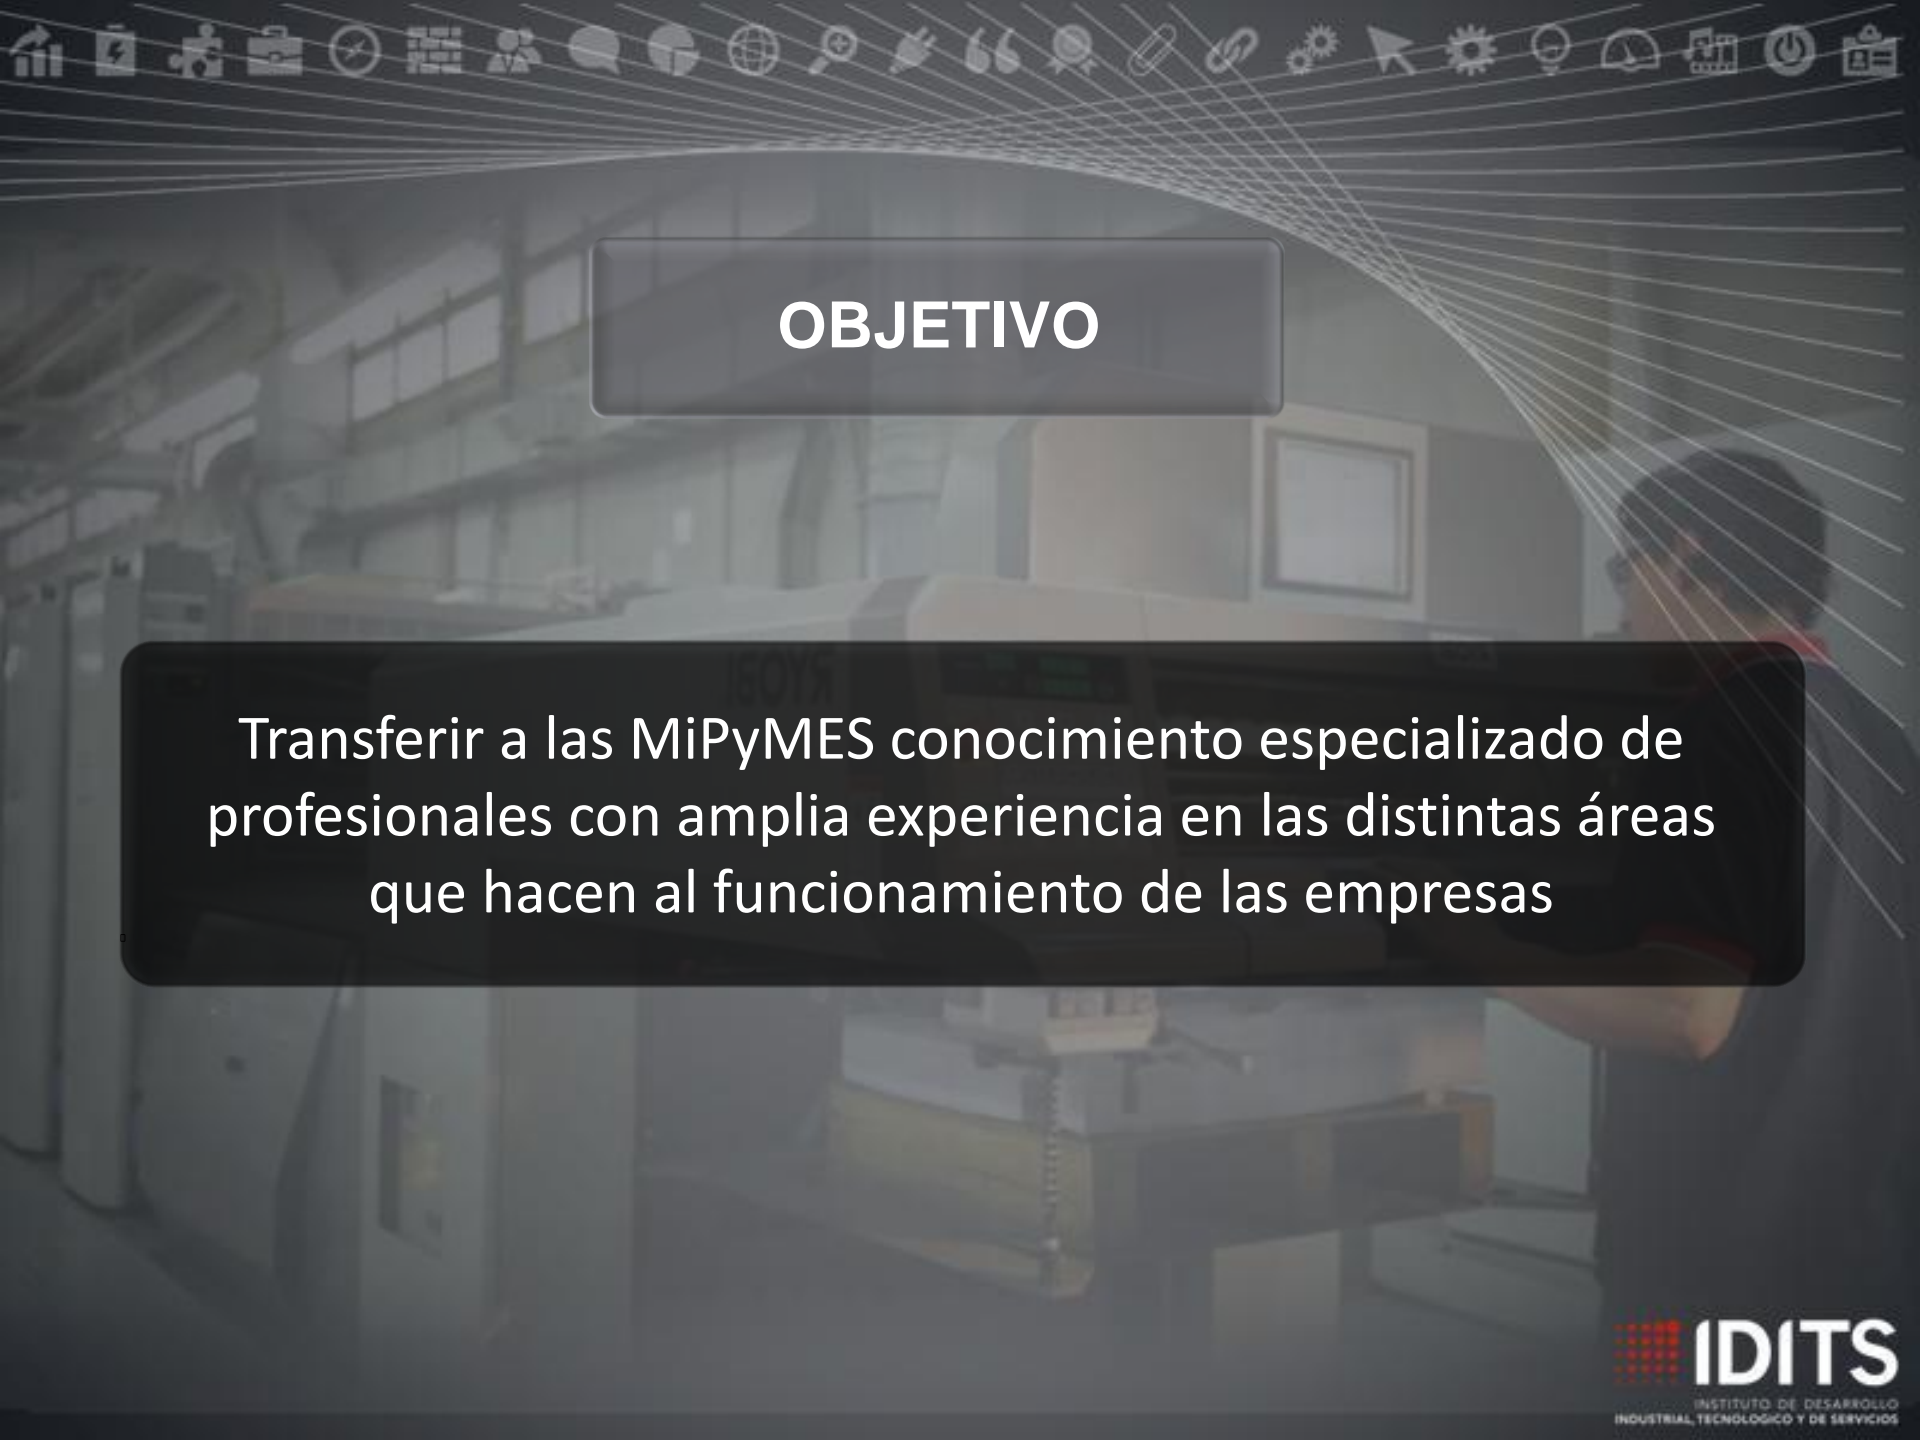 OBJETIVO
IBOYR
Transferir a las MiPyMES conocimiento especializado de
profesionales con amplia experiencia en las distintas áreas
que hacen al funcionamiento de las empresas
IDITS
INSTITUTO DE DESARROLLO
INDUSTRIAL, TECNOLOGICO Y DE SERVICIOS